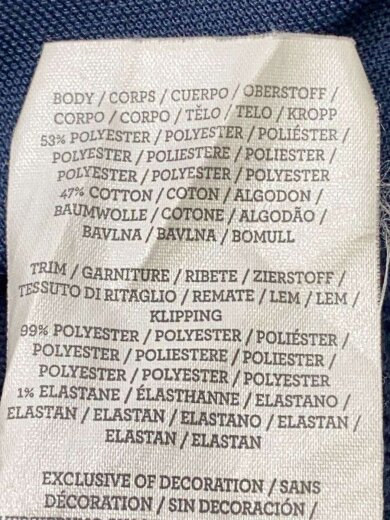 BODY / CORPS / CUERPO / OBERSTOFF /
CORPO / CORPO / TĚLO / TELO / KROPP
53% POLYESTER / POLYESTER / POLIÉSTER /
POLYESTER / POLIESTERE / POLIESTER /
POLYESTER / POLYESTER / POLYESTER
47% COTTON / COTON / ALGODON /
BAUMWOLLE / COTONE / ALGODÃO /
BAVLNA / BAVLNA / BOMULL
TRIM / GARNITURE / RIBETE / ZIERSTOFF /
TESSUTO DI RITAGLIO / REMATE / LEM / LEM /
KLIPPING
99% POLYESTER / POLYESTER / POLIÉSTER /
POLYESTER / POLIESTERE / POLIESTER /
POLYESTER / POLYESTER / POLYESTER
1% ELASTANE / ÉLASTHANNE / ELASTANO /
ELASTAN / ELASTAN / ELASTANO / ELASTAN /
ELASTAN / ELASTAN
EXCLUSIVE OF DECORATION / SANS
DÉCORATION / SIN DECORACIÓN /